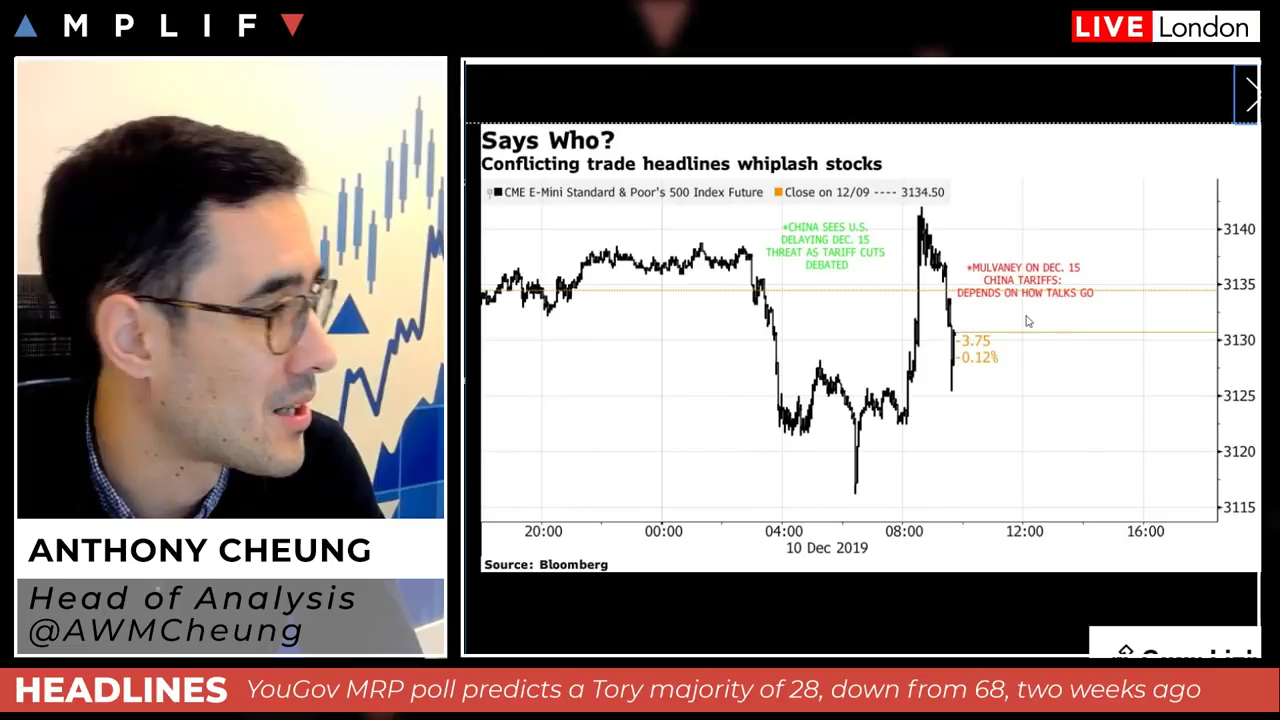 MPLIF
LIVE London
Says Who?
Conflicting trade headlines whiplash stocks
CME E-Mini Standard & Poor's 500 Index Future Close on 12/09 ---- 3134.50
*CHINA SEES U.S.
DELAYING DEC. 15
THREAT AS TARIFF CUTS
DEBATED
*MULVANEY ON DEC. 15
CHINA TARIFFS:
DEPENDS ON HOW TALKS GO
-3.75
-0.12%
3140
3135
3130
3125
3120
3115
20:00 00:00 04:00 08:00 12:00 16:00
10 Dec 2019
Source: Bloomberg
ANTHONY CHEUNG
Head of Analysis
@AWMCheung
HEADLINES YouGov MRP poll predicts a Tory majority of 28, down from 68, two weeks ago